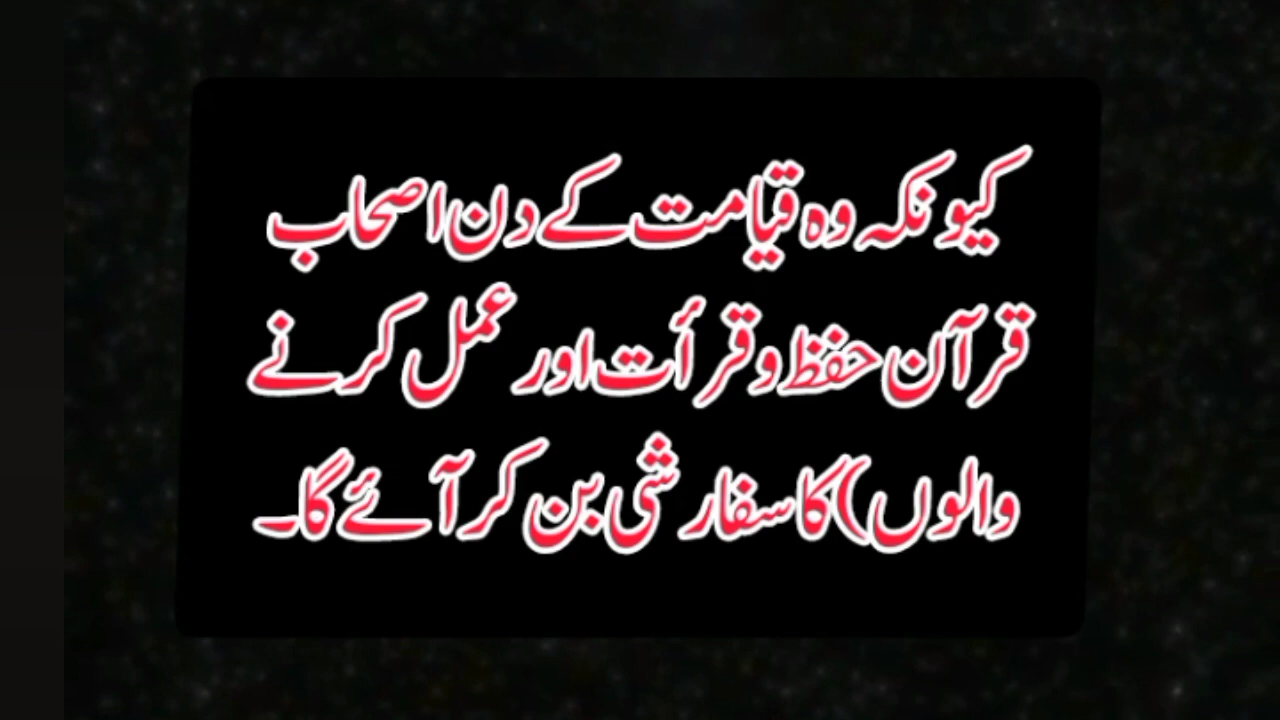 کیونکہ وہ قیامت کے دن اصحاب
قرآن حفظ و قرأت اور عمل کرنے
والوں) کا سفارشی بن کر آئے گا۔